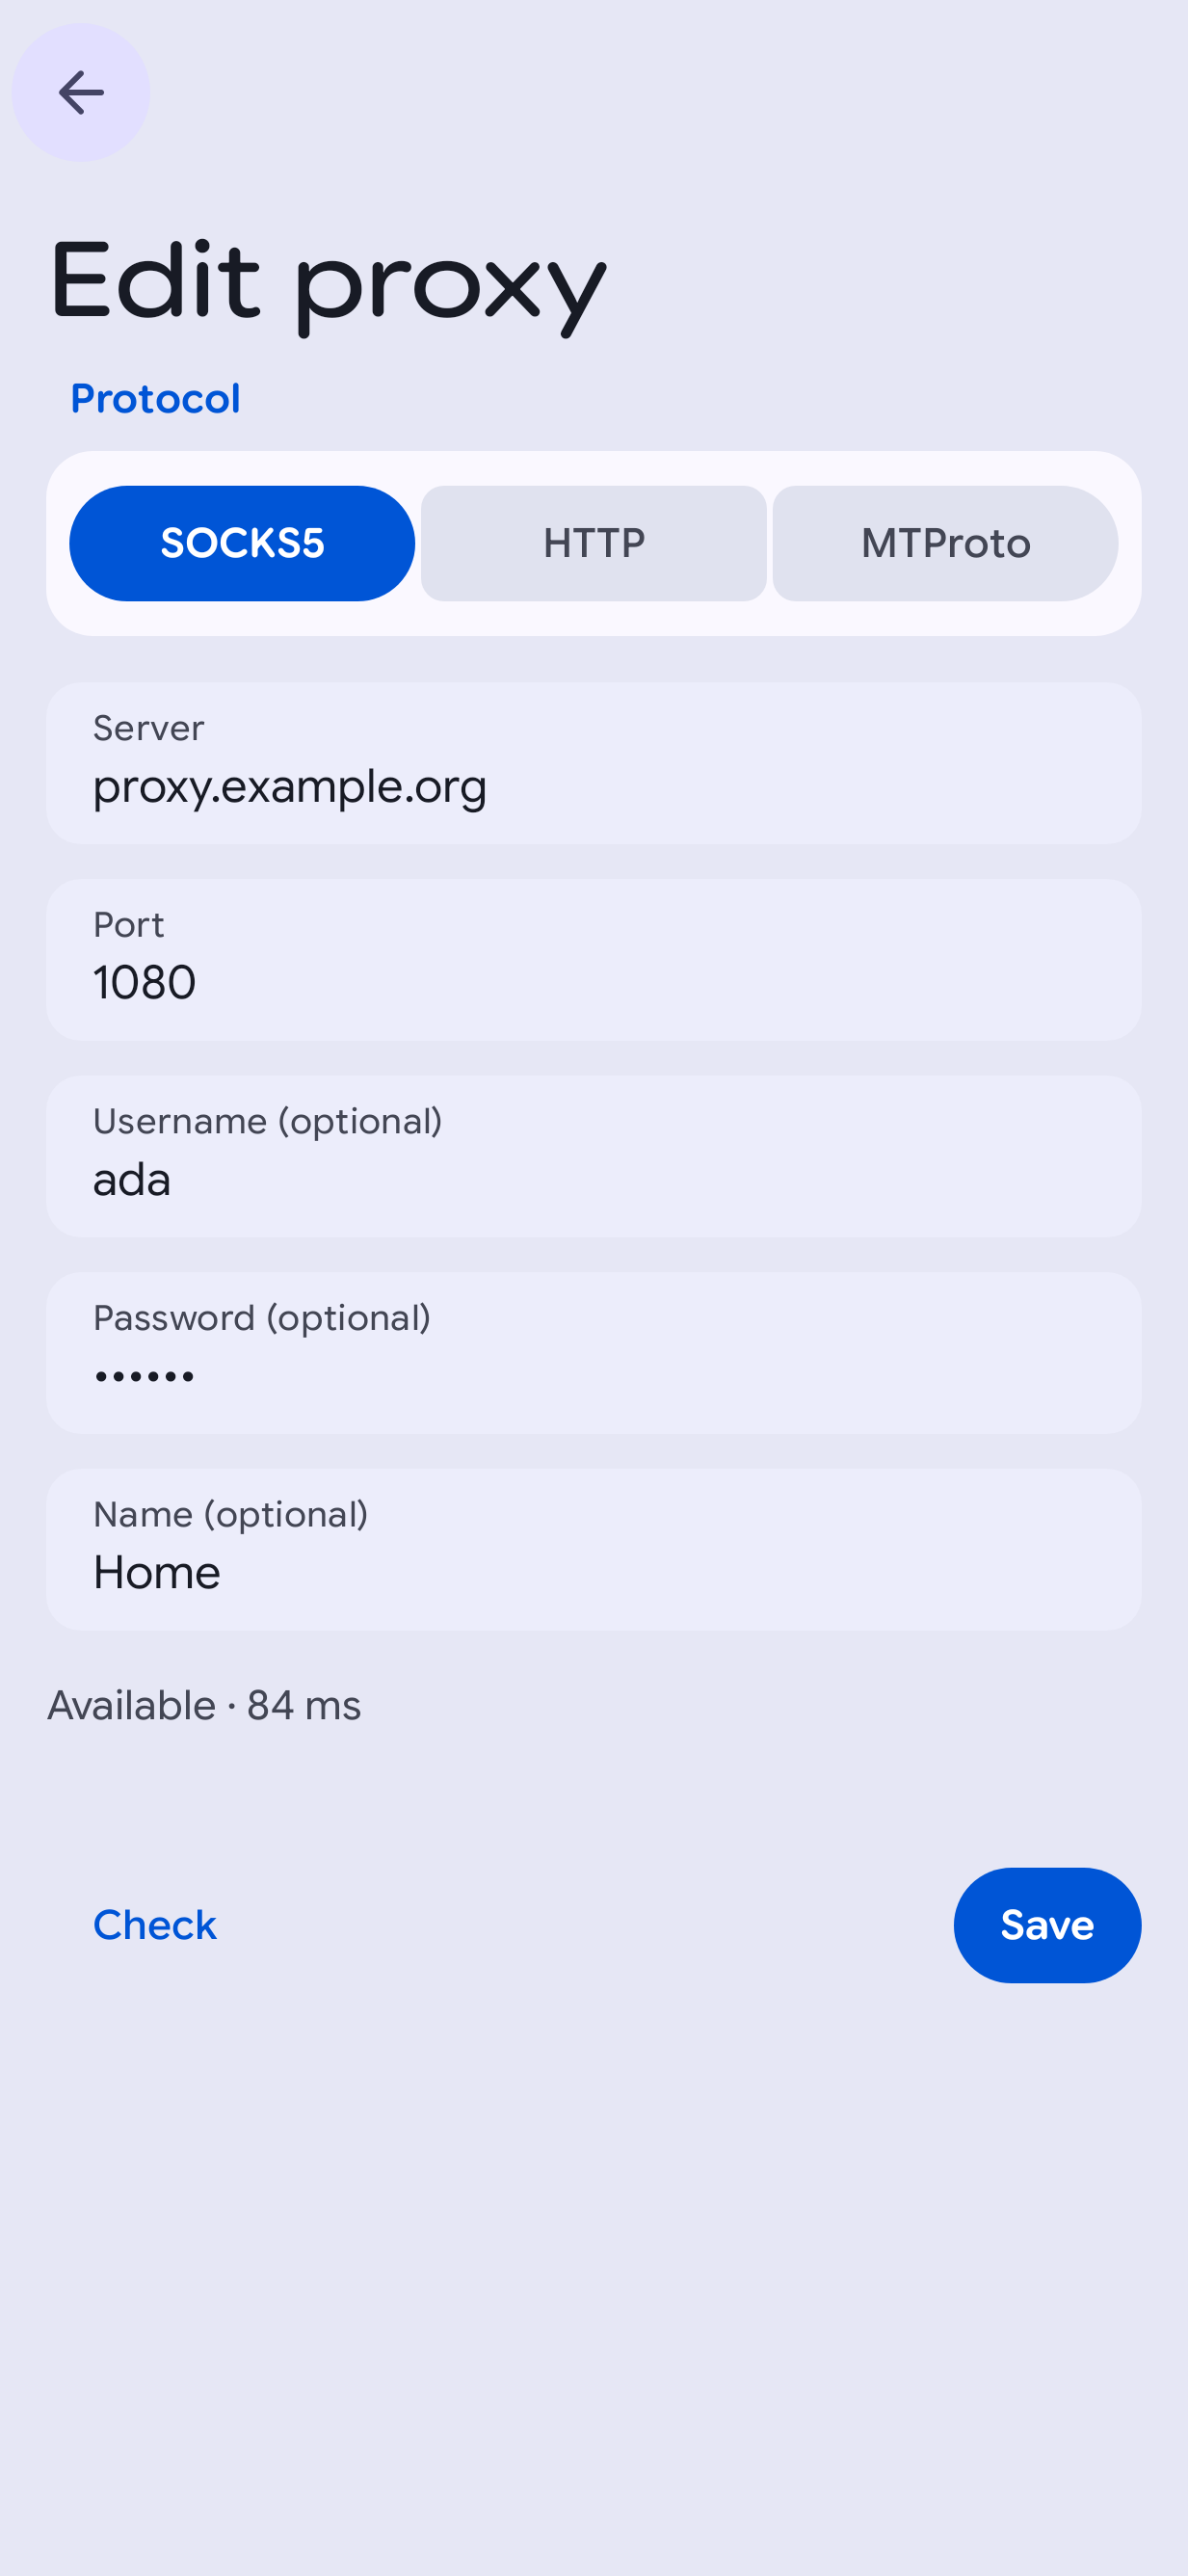 Edit proxy
Protocol
SOCKS5 HTTP MTProto
Server
proxy.example.org
Port
1080
Username (optional)
ada
Password (optional)
••••••
Name (optional)
Home
Available · 84 ms
Check Save